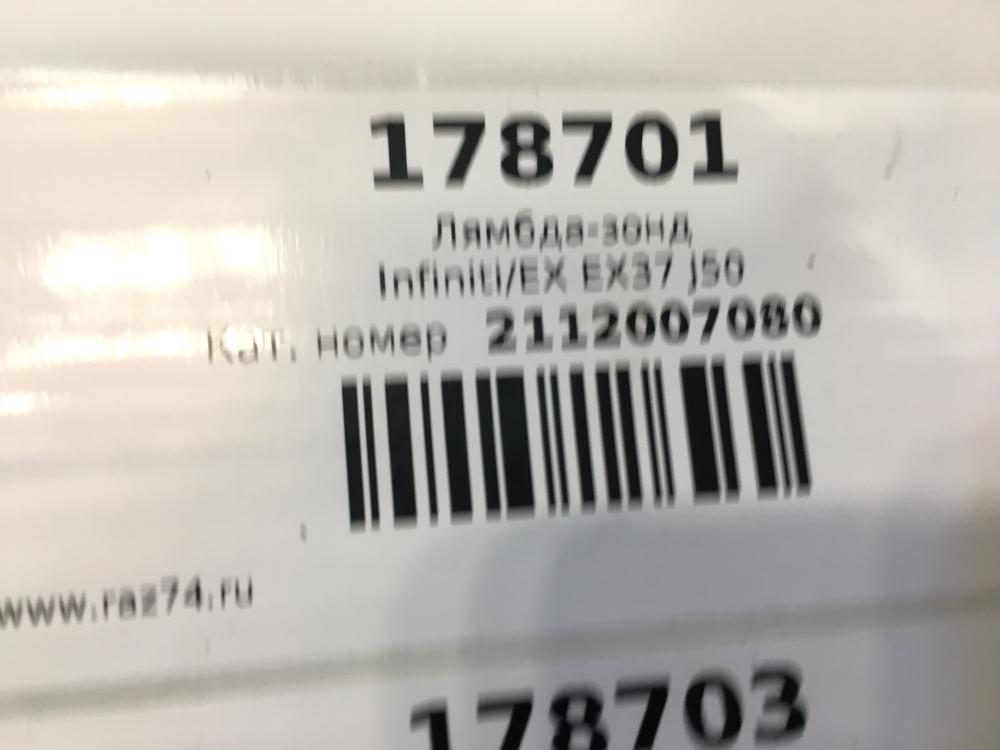 178701
Лямбда-зонд
Infiniti/EX EX37 J50
Кат. номер 2112007080
www.raz74.ru
178703